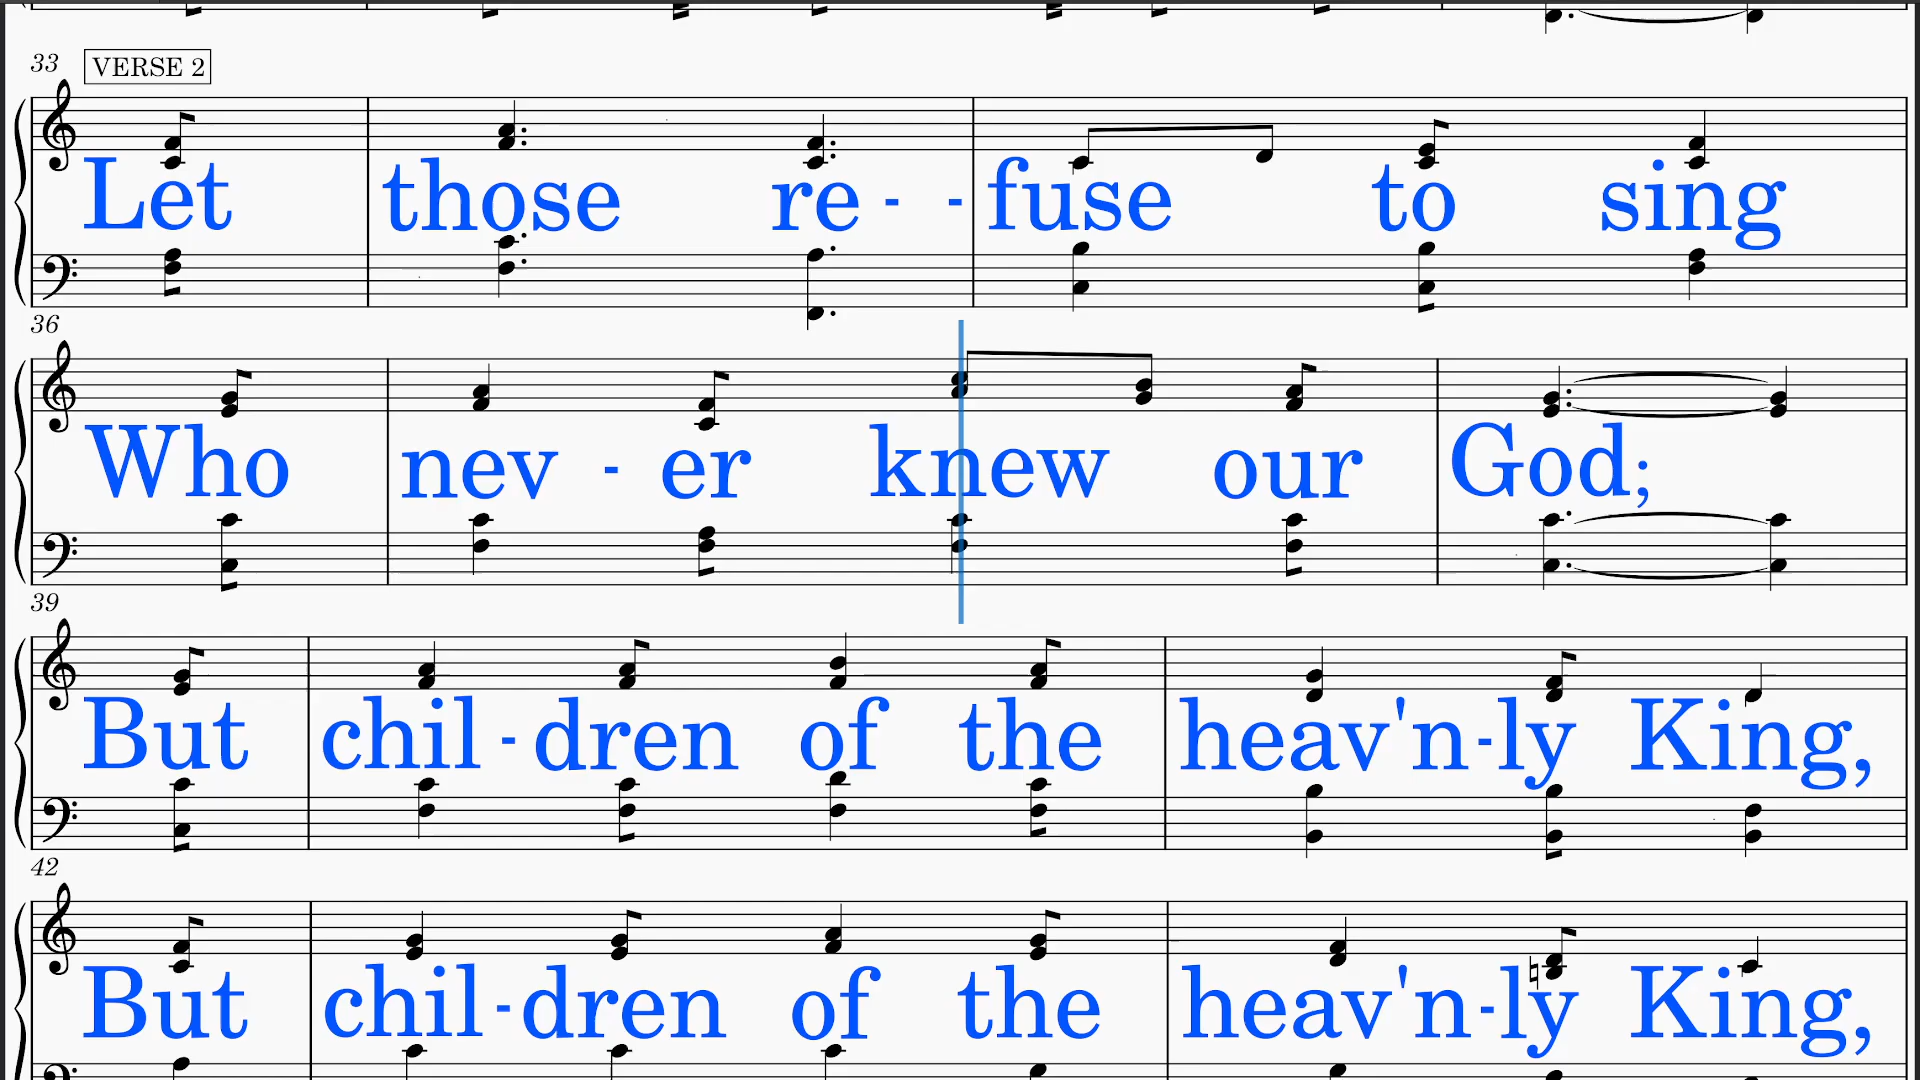 33 VERSE 2
Let those re - - fuse to sing
36
Who nev - er knew our God;
39
But chil - dren of the heav'n - ly King,
42
But chil - dren of the heav'n - ly King,